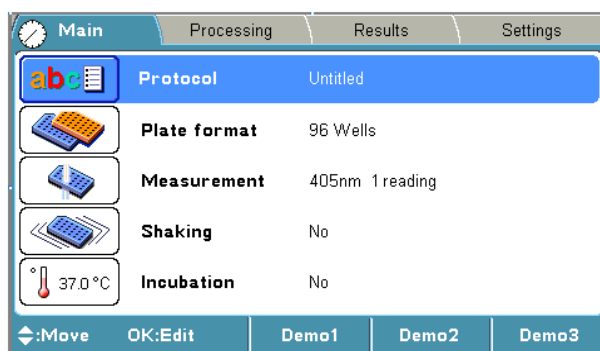 Main Processing Results Settings
abc Protocol Untitled
Plate format 96 Wells
Measurement 405nm 1 reading
Shaking No
37.0 °C Incubation No
:Move OK:Edit Demo1 Demo2 Demo3